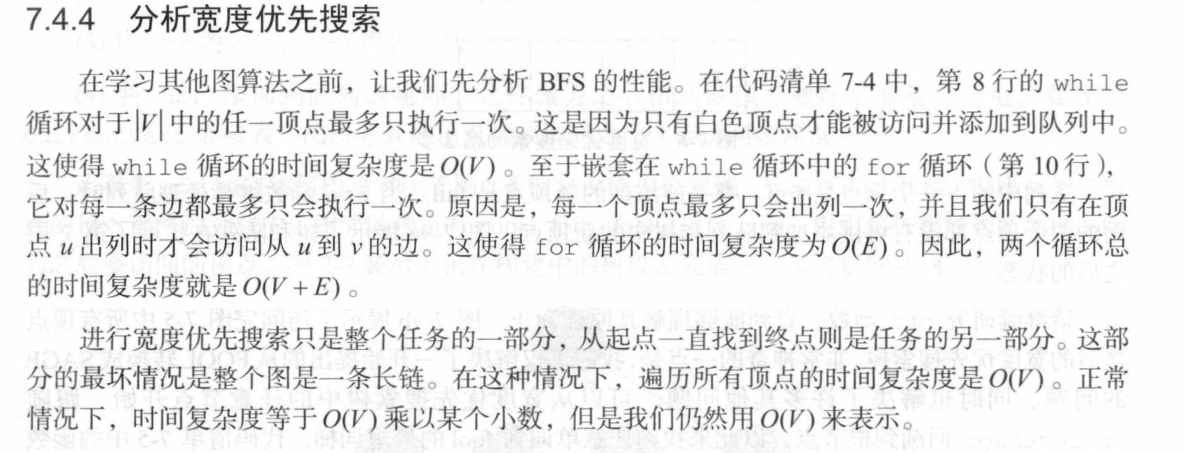 7.4.4 分析宽度优先搜索
在学习其他图算法之前，让我们先分析 BFS 的性能。在代码清单 7-4 中，第 8 行的 while
循环对于|V| 中的任一顶点最多只执行一次。这是因为只有白色顶点才能被访问并添加到队列中。
这使得 while 循环的时间复杂度是 O(V) 。至于嵌套在 while 循环中的 for 循环（第 10 行），
它对每一条边都最多只会执行一次。原因是，每一个顶点最多只会出列一次，并且我们只有在顶
点 u 出列时才会访问从 u 到 v 的边。这使得 for 循环的时间复杂度为 O(E) 。因此，两个循环总
的时间复杂度就是 O(V + E) 。
进行宽度优先搜索只是整个任务的一部分，从起点一直找到终点则是任务的另一部分。这部
分的最坏情况是整个图是一条长链。在这种情况下，遍历所有顶点的时间复杂度是 O(V) 。正常
情况下，时间复杂度等于 O(V) 乘以某个小数，但是我们仍然用 O(V) 来表示。